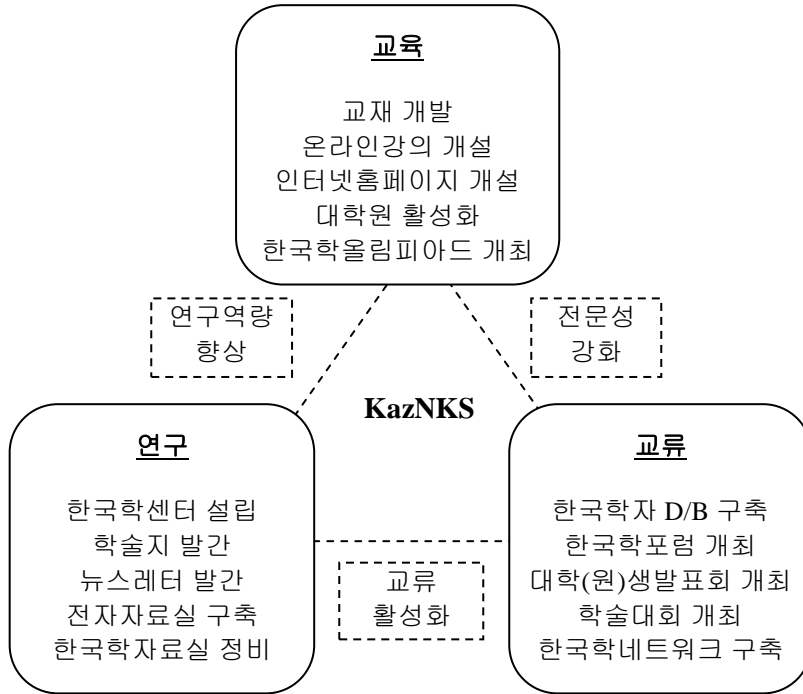 교육
교재 개발
온라인강의 개설
인터넷홈페이지 개설
대학원 활성화
한국학올림피아드 개최
연구역량
향상
전문성
강화
KazNKS
연구
한국학센터 설립
학술지 발간
뉴스레터 발간
전자자료실 구축
한국학자료실 정비
교류
활성화
교류
한국학자 D/B 구축
한국학포럼 개최
대학(원)생발표회 개최
학술대회 개최
한국학네트워크 구축